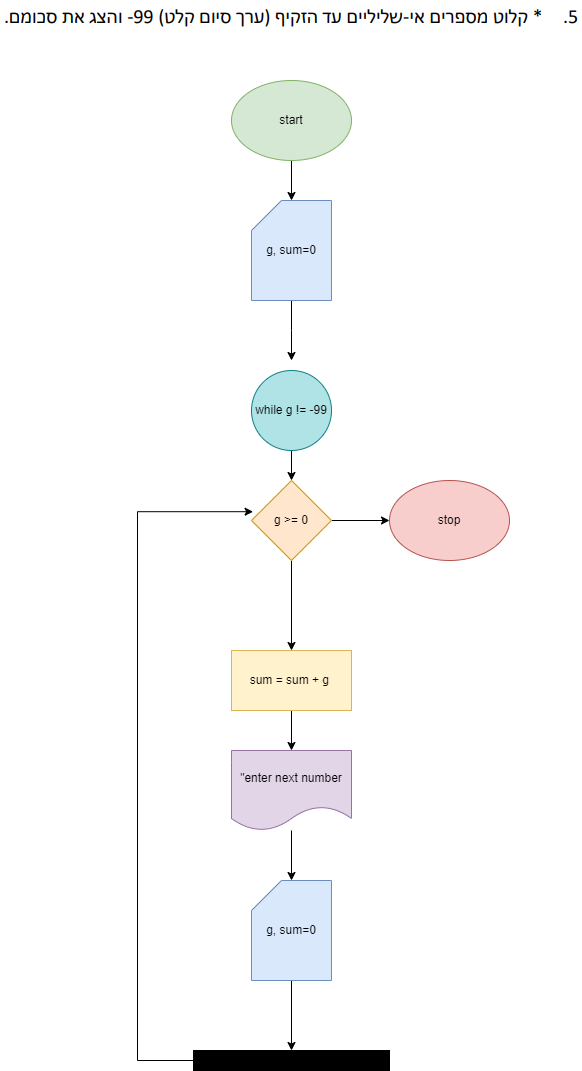 5. * קלוט מספרים אי-שליליים עד הזקיף (ערך סיום קלט) 99- והצג את סכומם.
start
g, sum=0
while g != -99
g >= 0
stop
sum = sum + g
"enter next number
g, sum=0